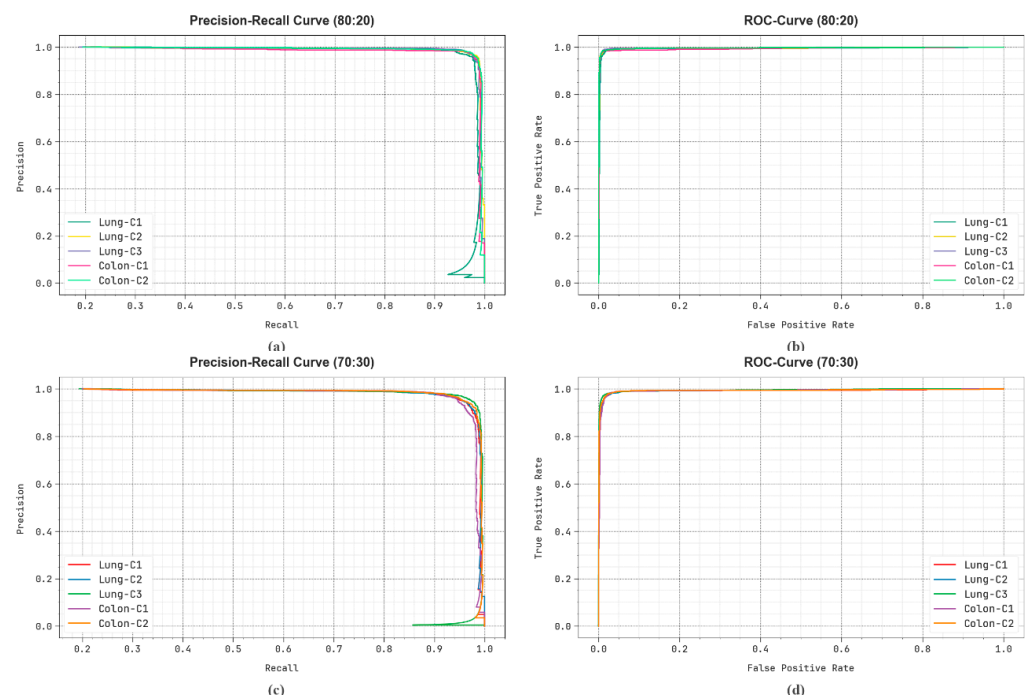 Precision-Recall Curve (80:20)
1.0
0.8
0.6
0.4
0.2
0.0
Precision
Lung-C1
Lung-C2
Lung-C3
Colon-C1
Colon-C2
0.2 0.3 0.4 0.5 0.6 0.7 0.8 0.9 1.0
Recall
(a)
ROC-Curve (80:20)
1.0
0.8
0.6
0.4
0.2
0.0
True Positive Rate
Lung-C1
Lung-C2
Lung-C3
Colon-C1
Colon-C2
0.0 0.2 0.4 0.6 0.8 1.0
False Positive Rate
(b)
Precision-Recall Curve (70:30)
1.0
0.8
0.6
0.4
0.2
0.0
Precision
Lung-C1
Lung-C2
Lung-C3
Colon-C1
Colon-C2
0.2 0.3 0.4 0.5 0.6 0.7 0.8 0.9 1.0
Recall
(c)
ROC-Curve (70:30)
1.0
0.8
0.6
0.4
0.2
0.0
True Positive Rate
Lung-C1
Lung-C2
Lung-C3
Colon-C1
Colon-C2
0.0 0.2 0.4 0.6 0.8 1.0
False Positive Rate
(d)